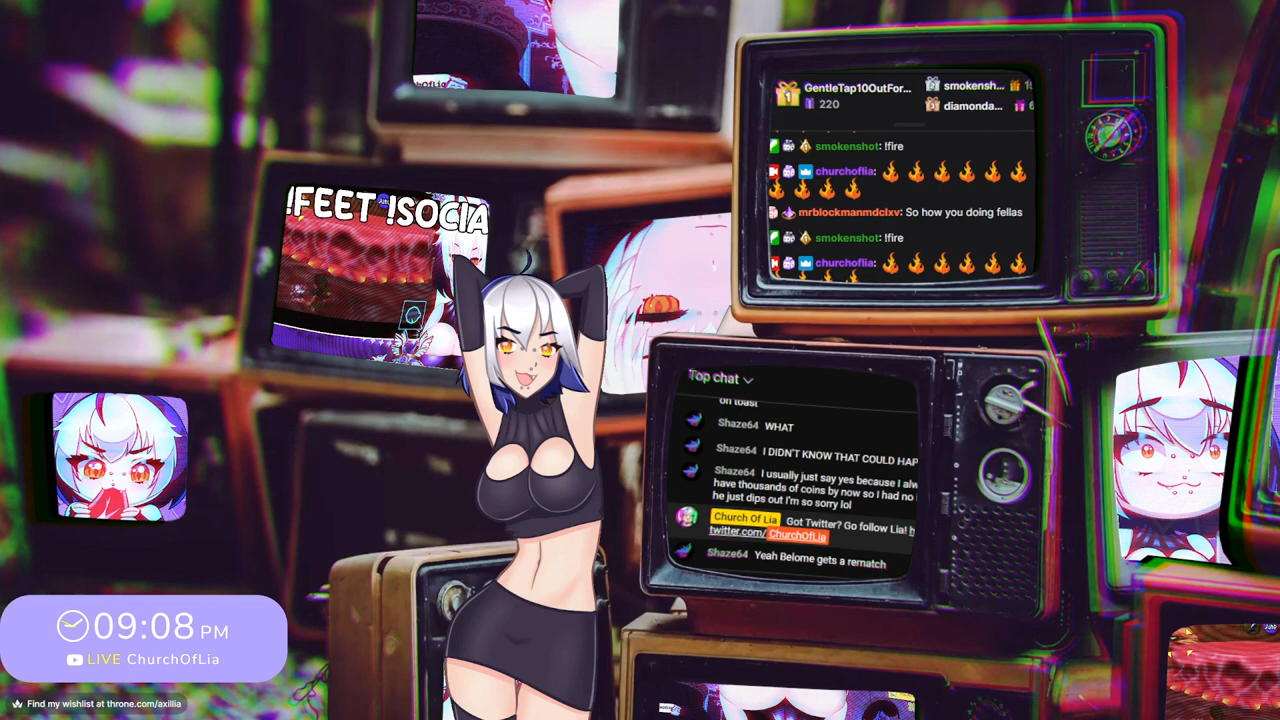 GentleTap10OutFor...
220
smokensh...
diamonda...
smokenshot: !fire
churchoflia:
mrblockmanmdclxv: So how you doing fellas
smokenshot: !fire
churchoflia:
!FEET !SOCIA
Top chat
on toast
Shaze64 WHAT
Shaze64 I DIDN'T KNOW THAT COULD HAP
Shaze64 I usually just say yes because I alw
have thousands of coins by now so I had no
he just dips out I'm so sorry lol
Church Of Lia Got Twitter? Go follow Lia! h
twitter.com/ChurchOfLia
Shaze64 Yeah Belome gets a rematch
09:08 PM
LIVE ChurchOfLia
Find my wishlist at throne.com/axillia